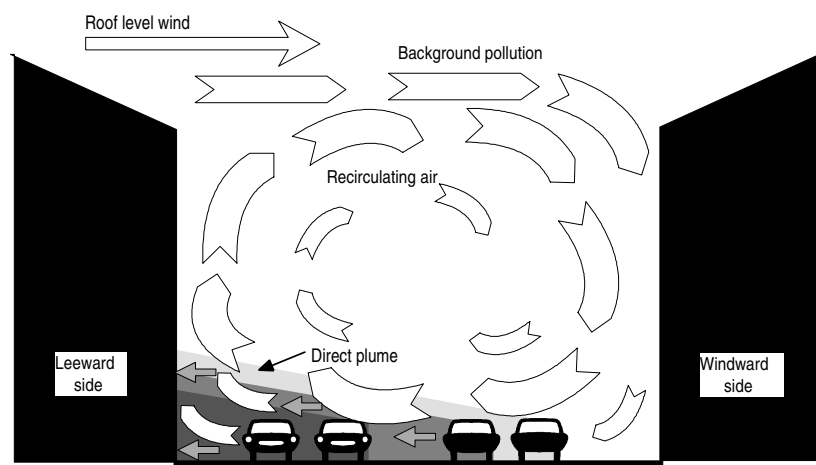 Roof level wind
Background pollution
Recirculating air
Direct plume
Leeward
side
Windward
side